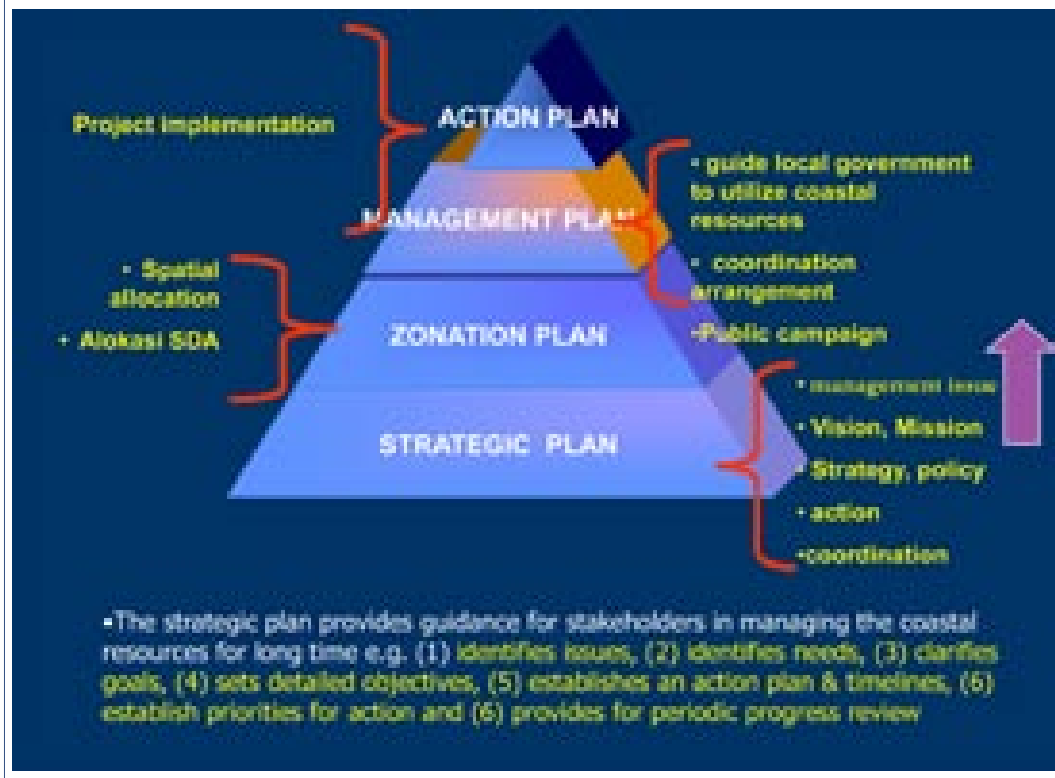 Project implementation
ACTION PLAN
MANAGEMENT PLAN
• guide local government
to utilize coastal
resources
• coordination
arrangement
•Public campaign
• Spatial
allocation
• Alokasi SDA
ZONATION PLAN
STRATEGIC PLAN
• management issue
• Vision, Mission
• Strategy, policy
• action
•coordination
•The strategic plan provides guidance for stakeholders in managing the coastal
resources for long time e.g. (1) identifies issues, (2) identifies needs, (3) clarifies
goals, (4) sets detailed objectives, (5) establishes an action plan & timelines, (6)
establish priorities for action and (6) provides for periodic progress review